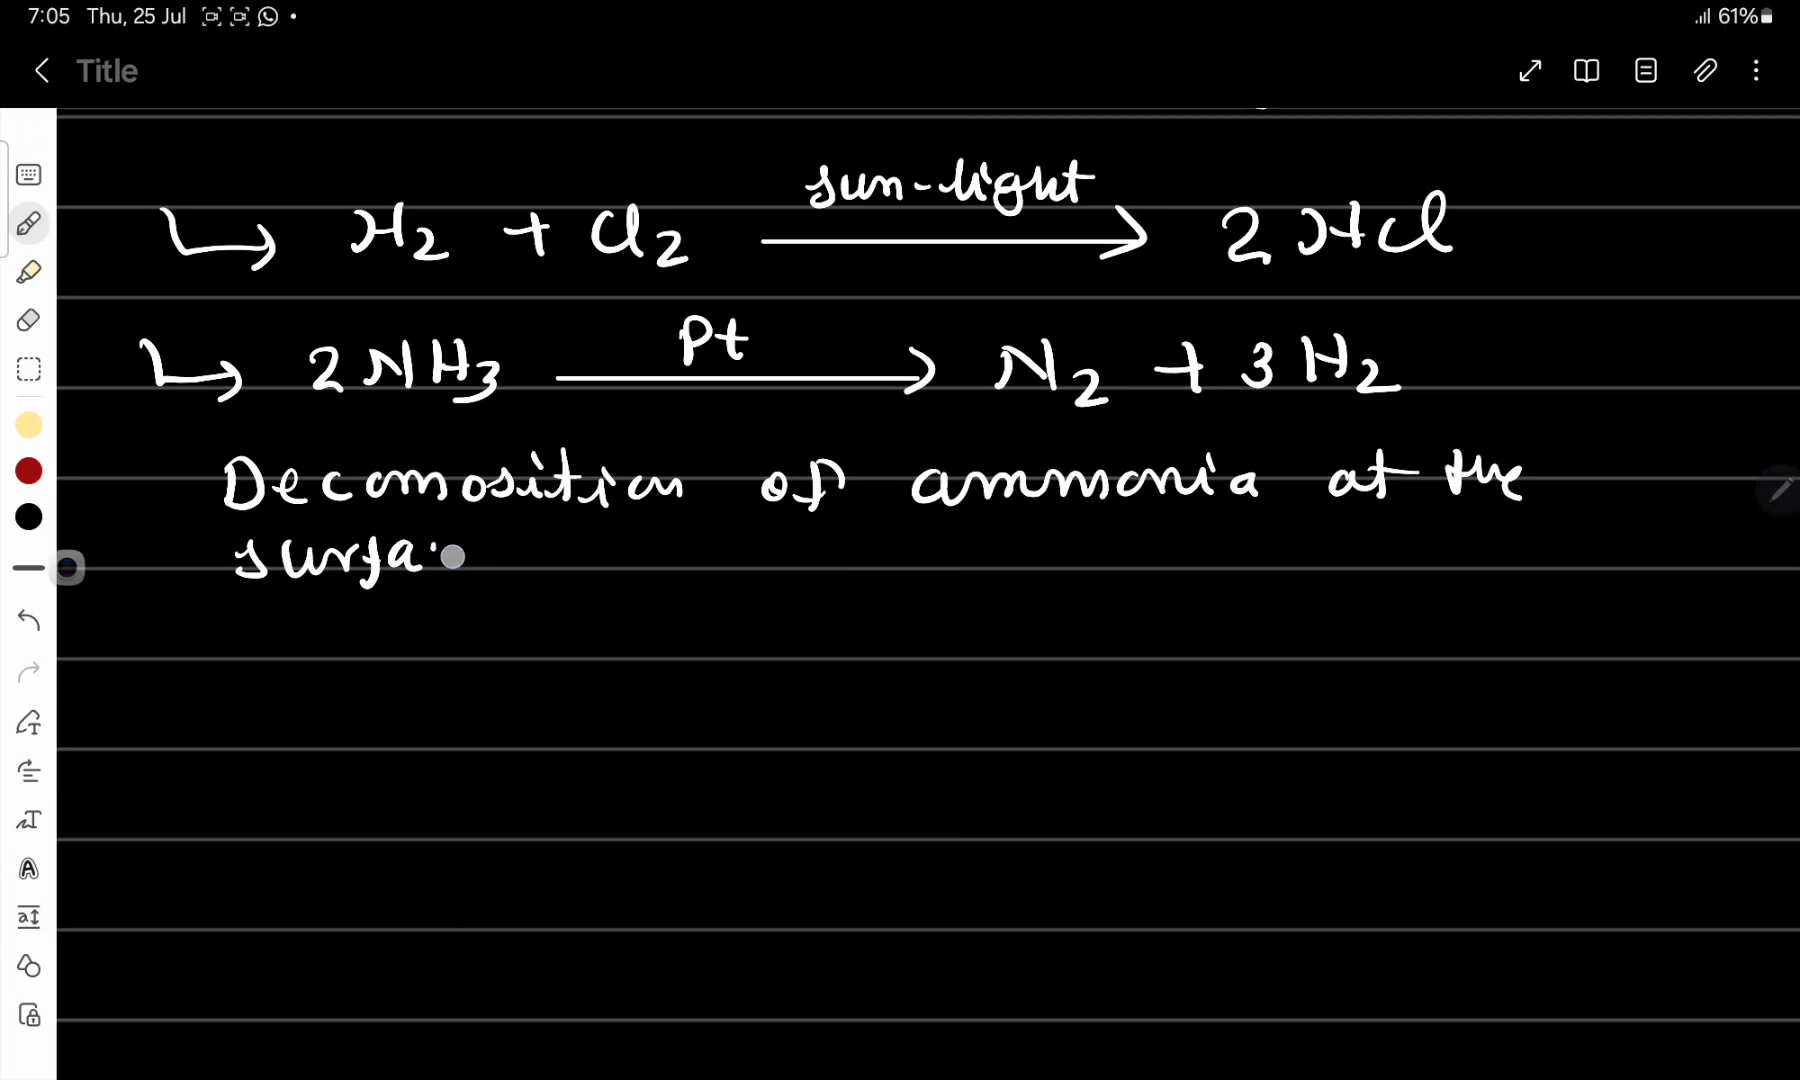 7:05 Thu, 25 Jul 61%
Title
sun-light
↳ H2 + Cl2 ⟶ 2HCl
Pt
↳ 2NH3 ⟶ N2 + 3H2
Decomosition of ammonia at the
surfa